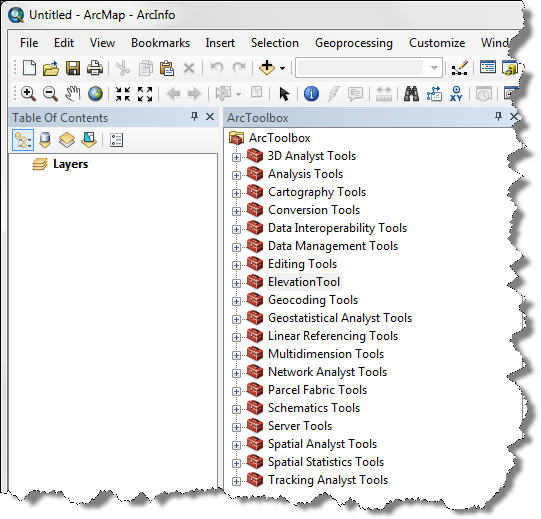 Untitled - ArcMap - ArcInfo
File Edit View Bookmarks Insert Selection Geoprocessing Customize
XY
Table Of Contents
ArcToolbox
Layers
ArcToolbox
3D Analyst Tools
Analysis Tools
Cartography Tools
Conversion Tools
Data Interoperability Tools
Data Management Tools
Editing Tools
ElevationTool
Geocoding Tools
Geostatistical Analyst Tools
Linear Referencing Tools
Multidimension Tools
Network Analyst Tools
Parcel Fabric Tools
Schematics Tools
Server Tools
Spatial Analyst Tools
Spatial Statistics Tools
Tracking Analyst Tools